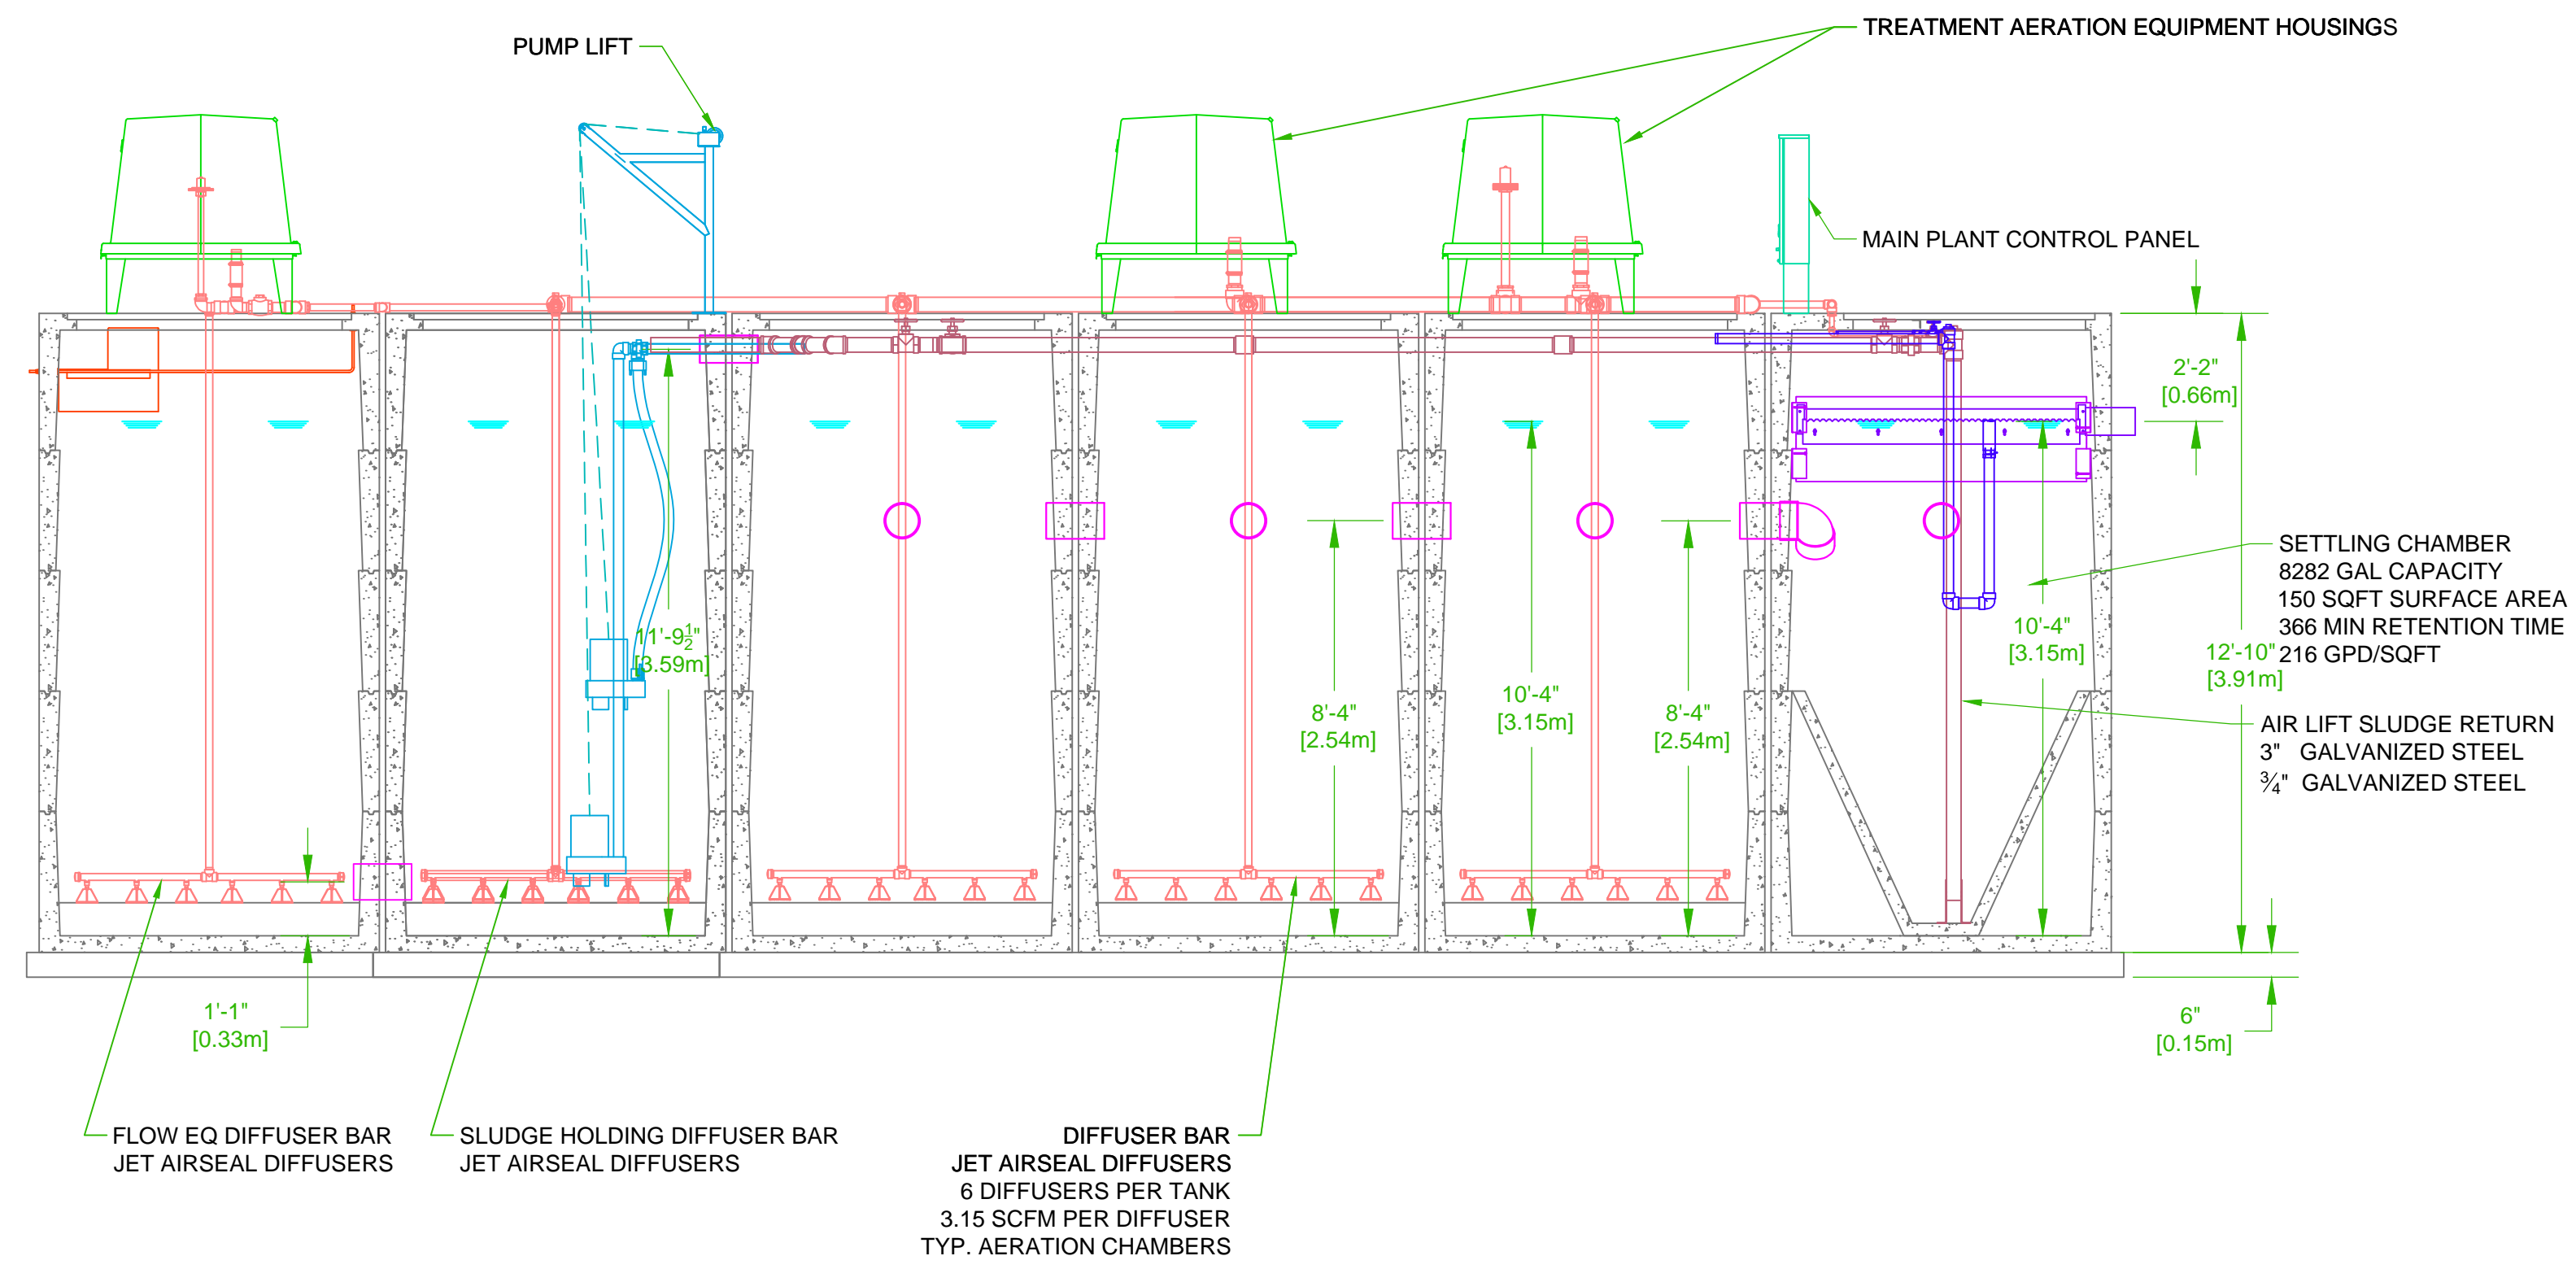 TREATMENT AERATION EQUIPMENT HOUSINGS
PUMP LIFT
MAIN PLANT CONTROL PANEL
2'-2"
[0.66m]
SETTLING CHAMBER
8282 GAL CAPACITY
150 SQFT SURFACE AREA
366 MIN RETENTION TIME
216 GPD/SQFT
11'-9½"
[3.59m]
10'-4"
[3.15m]
12'-10"
[3.91m]
10'-4"
[3.15m]
8'-4"
[2.54m]
8'-4"
[2.54m]
AIR LIFT SLUDGE RETURN
3" GALVANIZED STEEL
¾" GALVANIZED STEEL
1'-1"
[0.33m]
6"
[0.15m]
FLOW EQ DIFFUSER BAR
JET AIRSEAL DIFFUSERS
SLUDGE HOLDING DIFFUSER BAR
JET AIRSEAL DIFFUSERS
DIFFUSER BAR
JET AIRSEAL DIFFUSERS
6 DIFFUSERS PER TANK
3.15 SCFM PER DIFFUSER
TYP. AERATION CHAMBERS